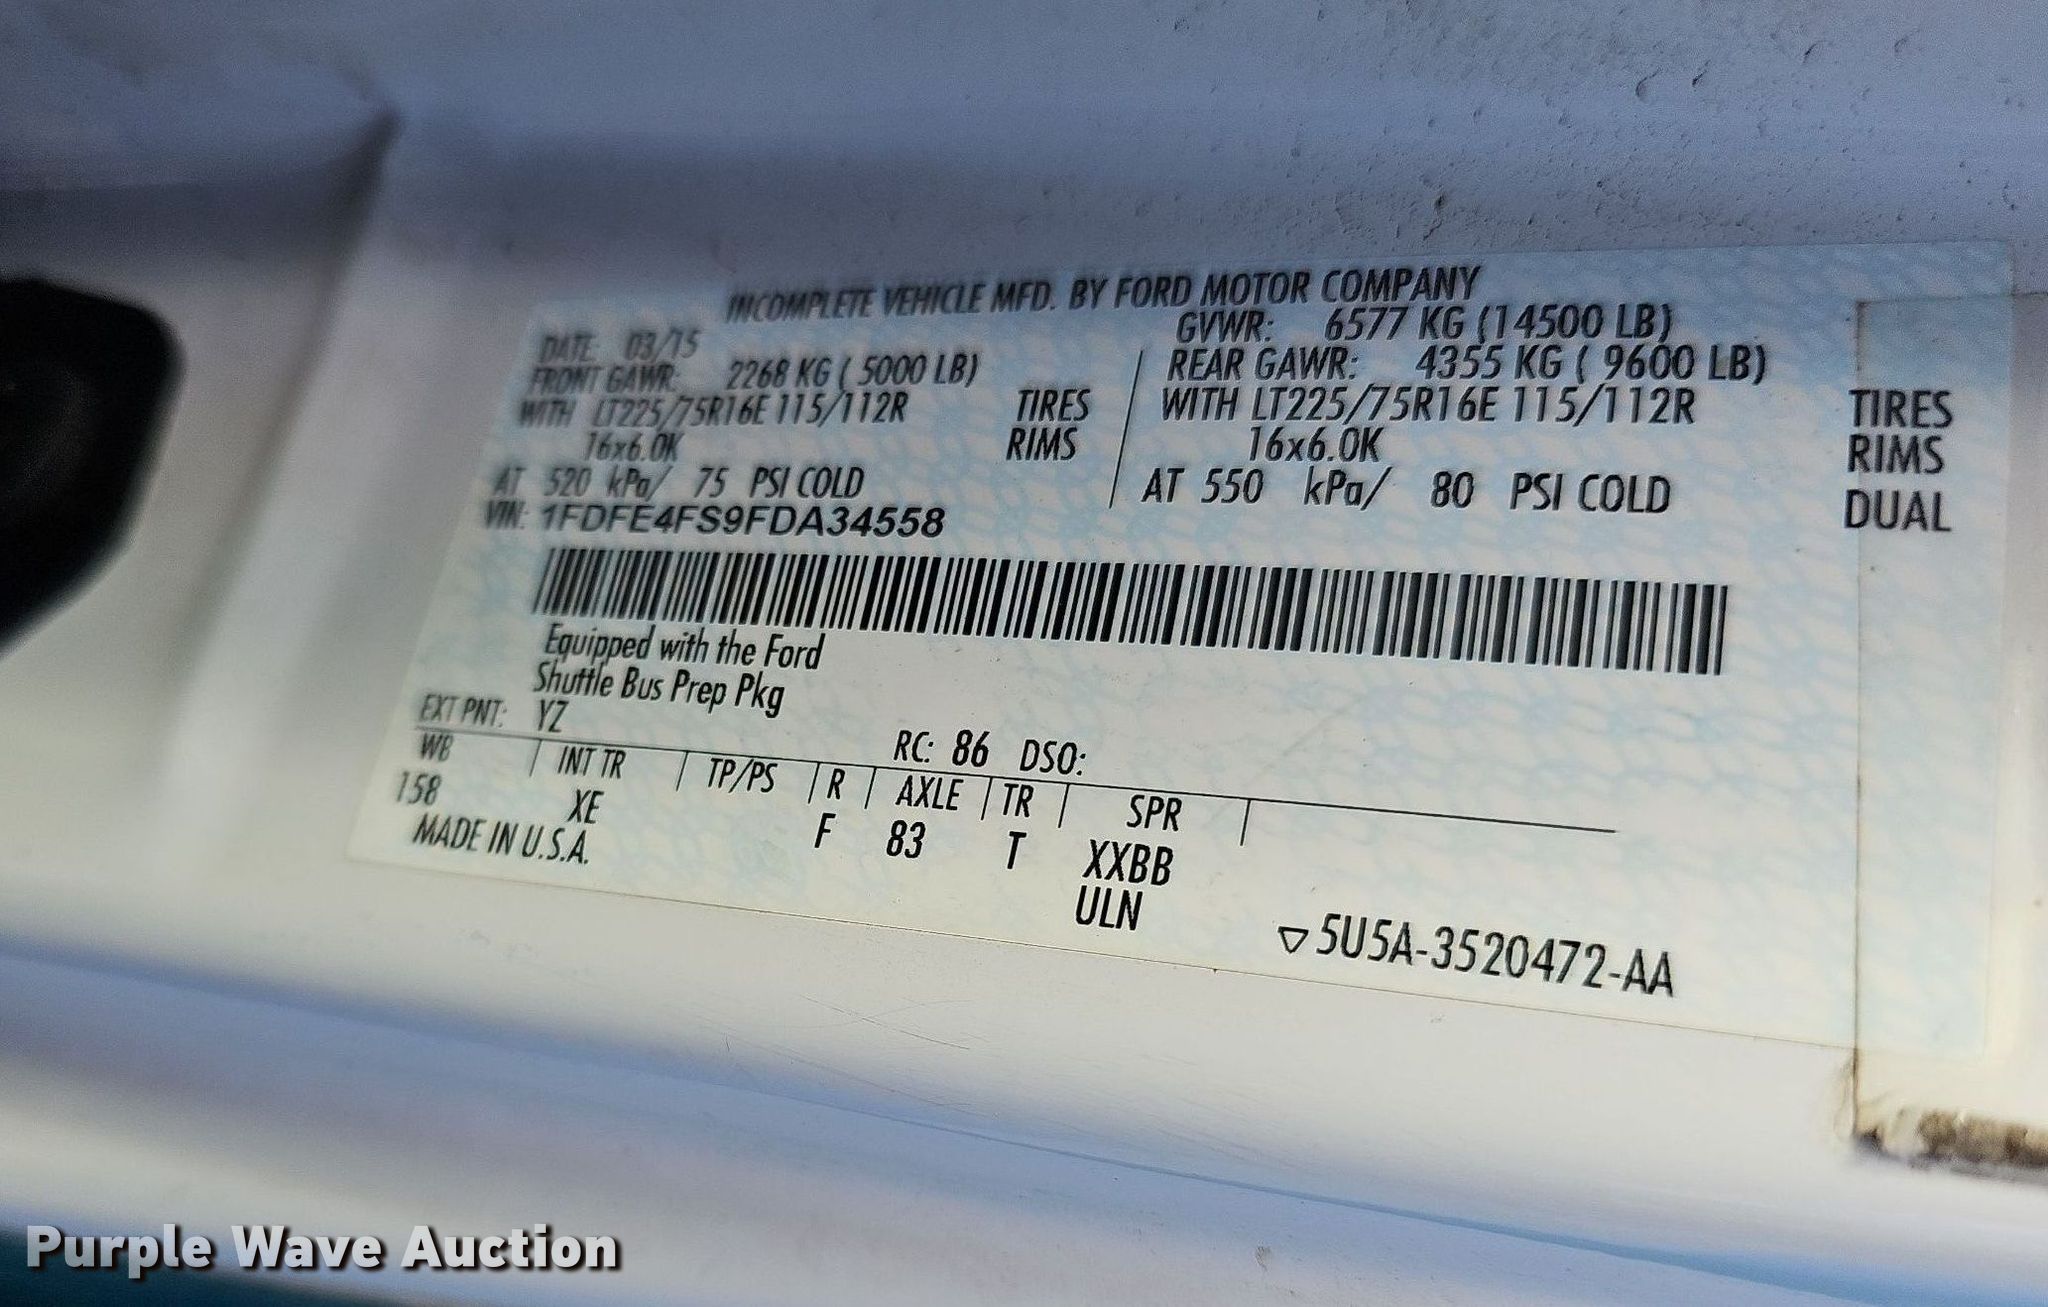 INCOMPLETE VEHICLE MFD. BY FORD MOTOR COMPANY
DATE: 03/15 GVWR: 6577 KG (14500 LB)
FRONT GAWR: 2268 KG ( 5000 LB) REAR GAWR: 4355 KG ( 9600 LB)
WITH LT225/75R16E 115/112R TIRES WITH LT225/75R16E 115/112R TIRES
16x6.0K RIMS 16x6.0K RIMS
AT 520 kPa/ 75 PSI COLD AT 550 kPa/ 80 PSI COLD DUAL
VIN: 1FDFE4FS9FDA34558
Equipped with the Ford
Shuttle Bus Prep Pkg
EXT PNT: YZ RC: 86 DSO:
WB INT TR TP/PS R AXLE TR SPR
158 XE F 83 T XXBB
MADE IN U.S.A. ULN
5U5A-3520472-AA
Purple Wave Auction